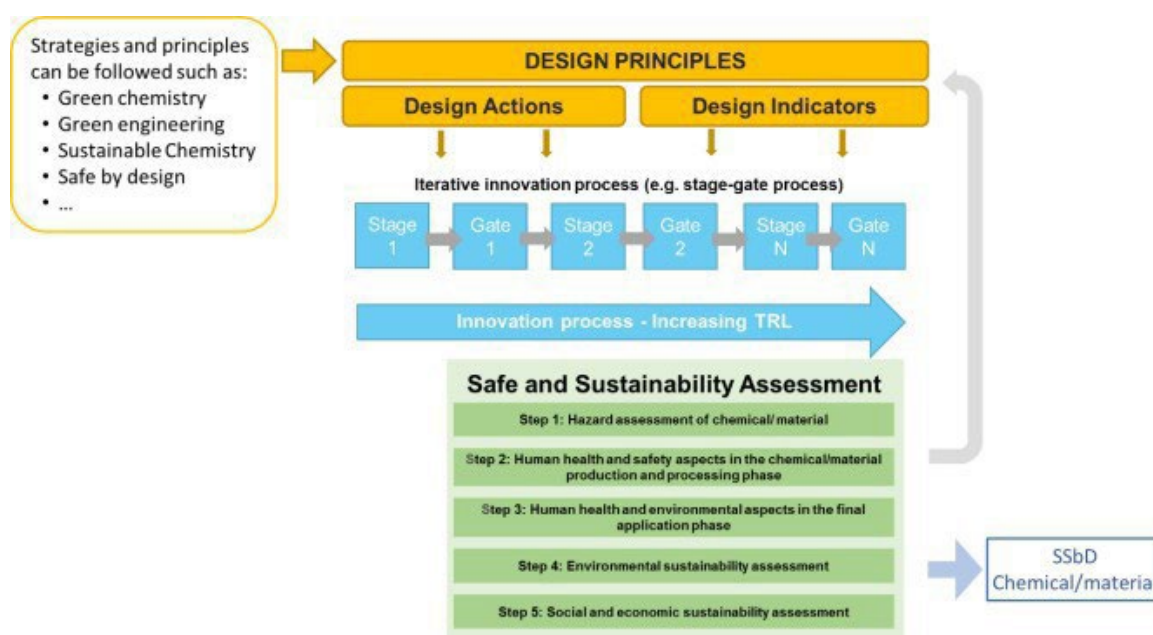 Strategies and principles
can be followed such as:
• Green chemistry
• Green engineering
• Sustainable Chemistry
• Safe by design
• ...
DESIGN PRINCIPLES
Design Actions
Design Indicators
Iterative innovation process (e.g. stage-gate process)
Stage
1
Gate
1
Stage
2
Gate
2
Stage
N
Gate
N
Innovation process - Increasing TRL
Safe and Sustainability Assessment
Step 1: Hazard assessment of chemical/ material
Step 2: Human health and safety aspects in the chemical/material
production and processing phase
Step 3: Human health and environmental aspects in the final
application phase
Step 4: Environmental sustainability assessment
Step 5: Social and economic sustainability assessment
SSbD
Chemical/materia